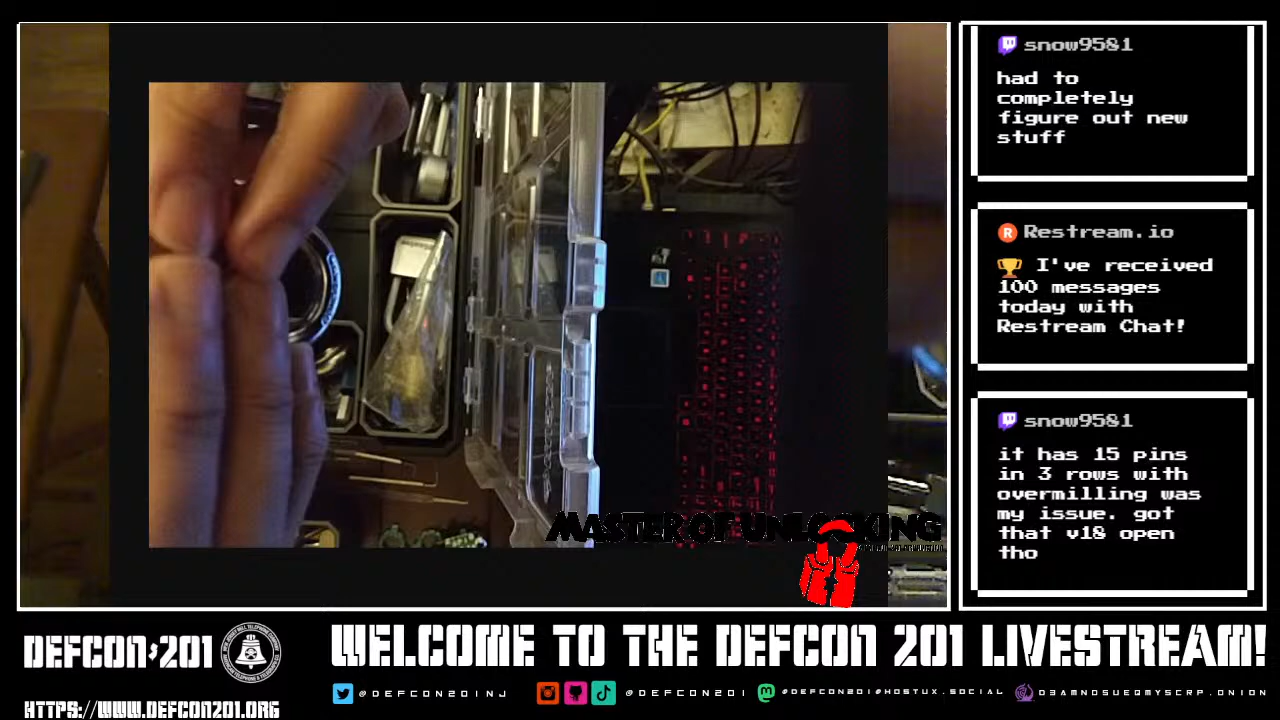 snow9581
had to
completely
figure out new
stuff
Restream.io
🏆 I've received
100 messages
today with
Restream Chat!
snow9581
it has 15 pins
in 3 rows with
overmilling was
my issue. got
that v18 open
tho
MASTER OF UNLOCKING
DEFCON 201
HTTPS://WWW.DEFCON201.ORG
WELCOME TO THE DEFCON 201 LIVESTREAM!
@DEFCON201NJ
@DEFCON201
@DEFCON201@HOSTUX.SOCIAL